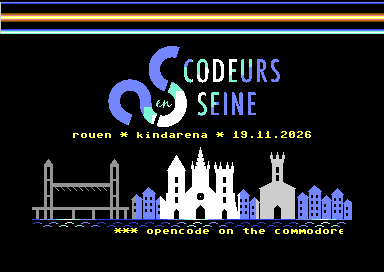 CODEURS
en SEINE
rouen * kindarena * 19.11.2026
*** opencode on the commodore